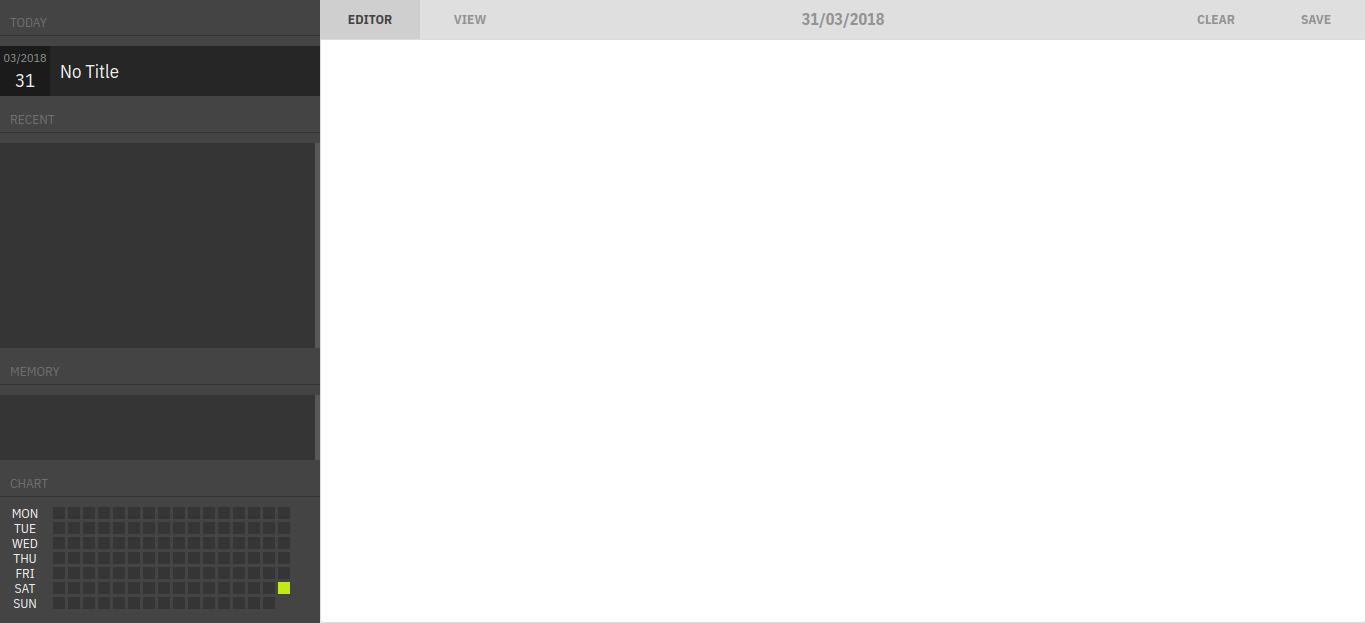 TODAY
03/2018
31
No Title
RECENT
MEMORY
CHART
MON
TUE
WED
THU
FRI
SAT
SUN
EDITOR VIEW 31/03/2018 CLEAR SAVE